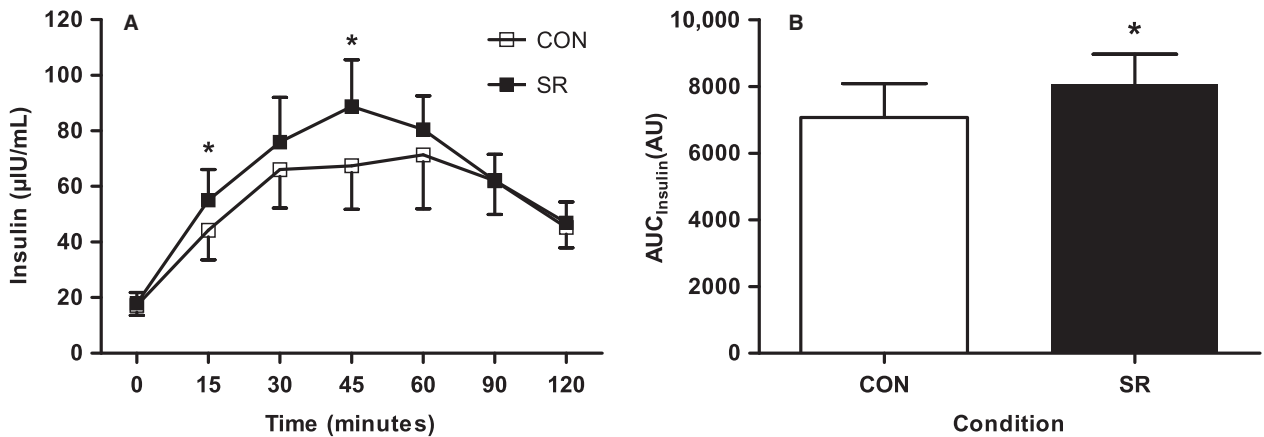 A
120
100
80
60
40
20
0
Insulin (µIU/mL)
*
*
CON
SR
0 15 30 45 60 90 120
Time (minutes)
B
10,000
8000
6000
4000
2000
0
AUCInsulin(AU)
*
CON SR
Condition